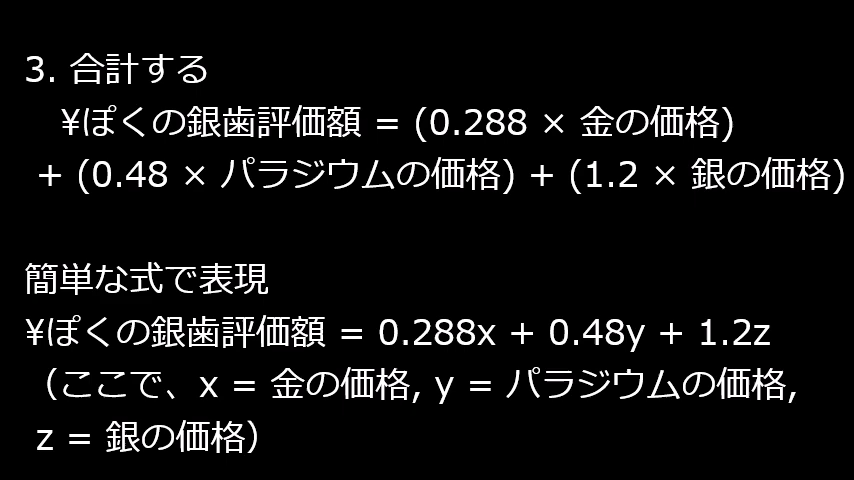 3. 合計する
¥ぽくの銀歯評価額 = (0.288 × 金の価格)
+ (0.48 × パラジウムの価格) + (1.2 × 銀の価格)
簡単な式で表現
¥ぽくの銀歯評価額 = 0.288x + 0.48y + 1.2z
（ここで、x = 金の価格, y = パラジウムの価格,
z = 銀の価格）